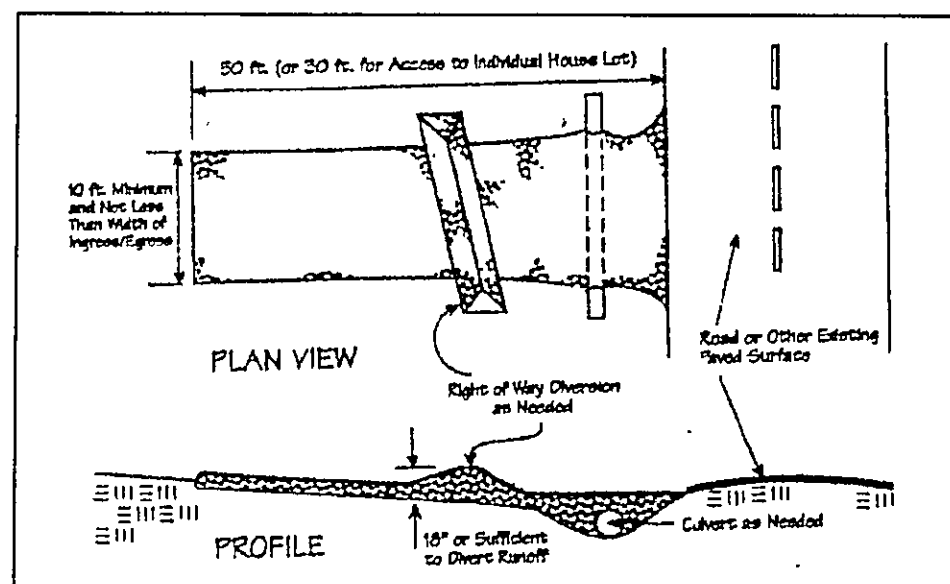 50 ft. (or 30 ft. for Access to Individual House Lot)
10 ft. Minimum
and Not Less
Than Width of
Ingress/Egress
PLAN VIEW
Right of Way Diversion
as Needed
Road or Other Existing
Paved Surface
Culvert as Needed
18" or Sufficient
to Divert Runoff
PROFILE